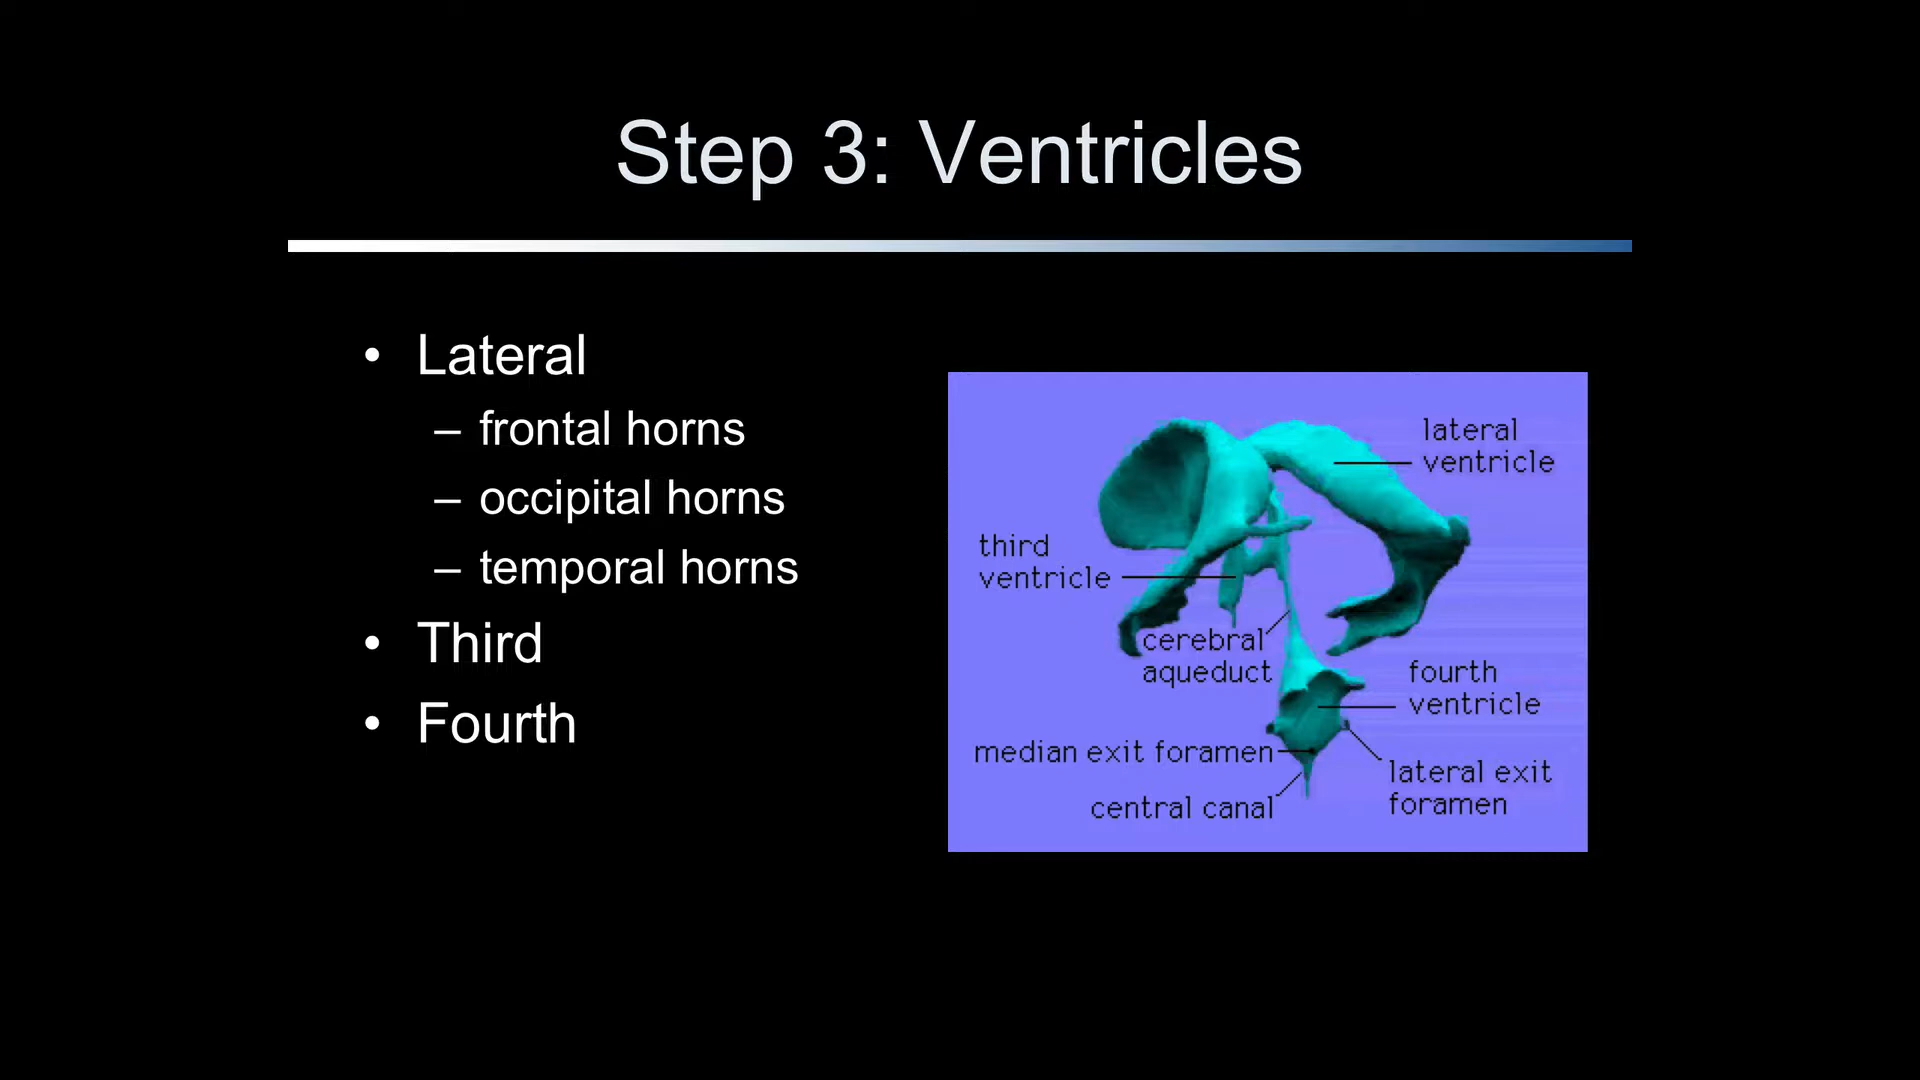 Step 3: Ventricles
• Lateral
– frontal horns
– occipital horns
– temporal horns
• Third
• Fourth
lateral
ventricle
third
ventricle
cerebral
aqueduct
fourth
ventricle
median exit foramen
lateral exit
foramen
central canal